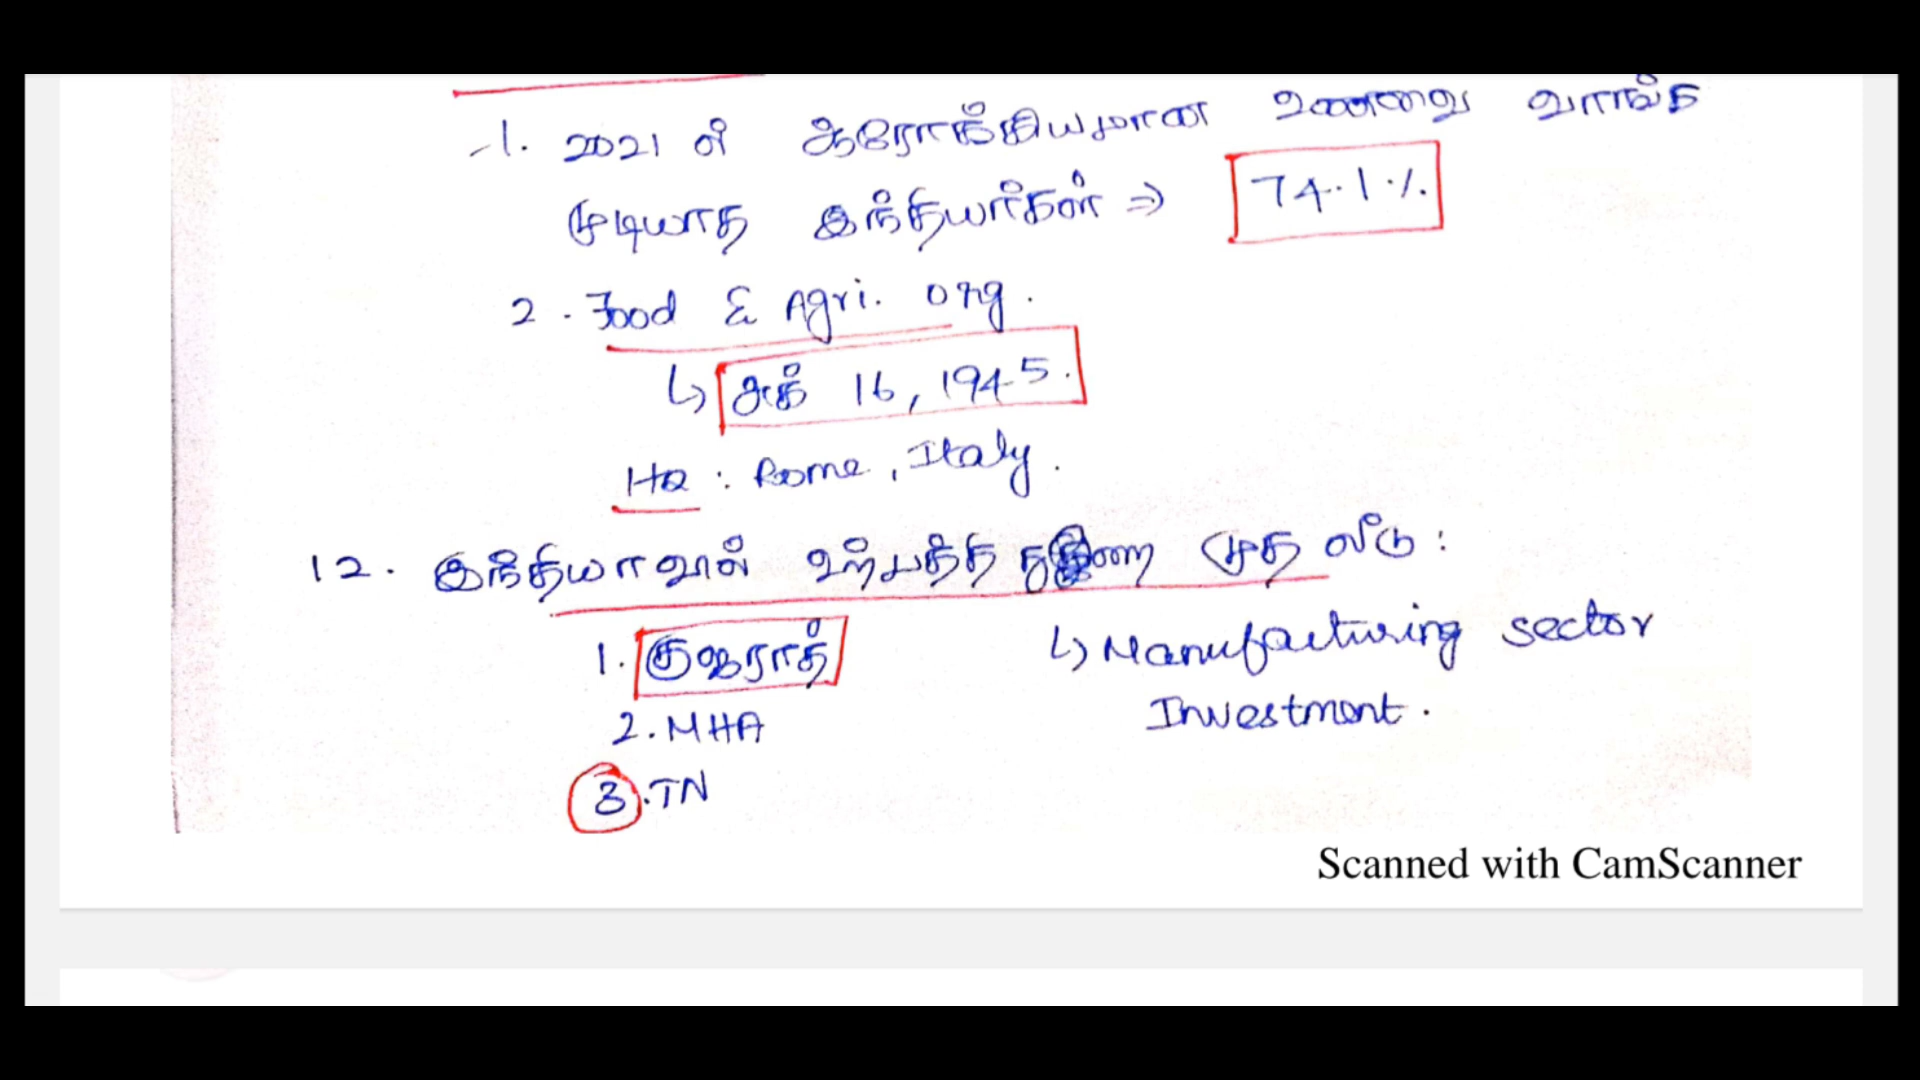 1. 2021 ல் ஆரோக்கியமான உணவை வாங்க
முடியாத இந்தியர்கள் ⇒ 74.1%
2. Food & Agri. Org.
↳ அக் 16, 1945.
HQ : Rome, Italy.
12. இந்தியாவில் உற்பத்தி முதலீடு :
1. குஜராத் ↳ Manufacturing sector
2. MHA Investment.
3. TN
Scanned with CamScanner